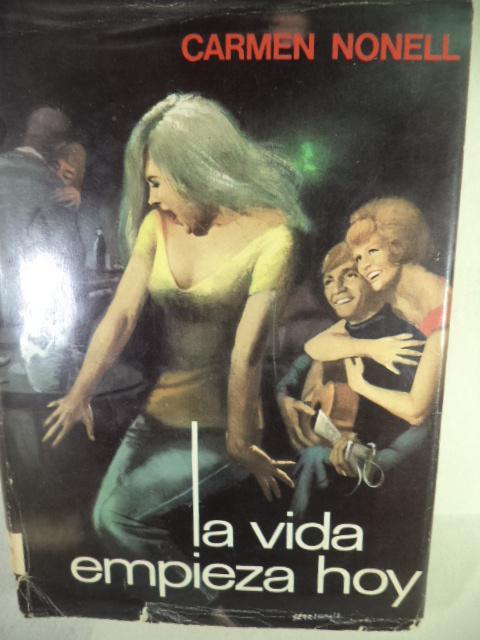 CARMEN NONELL
la vida
empieza hoy